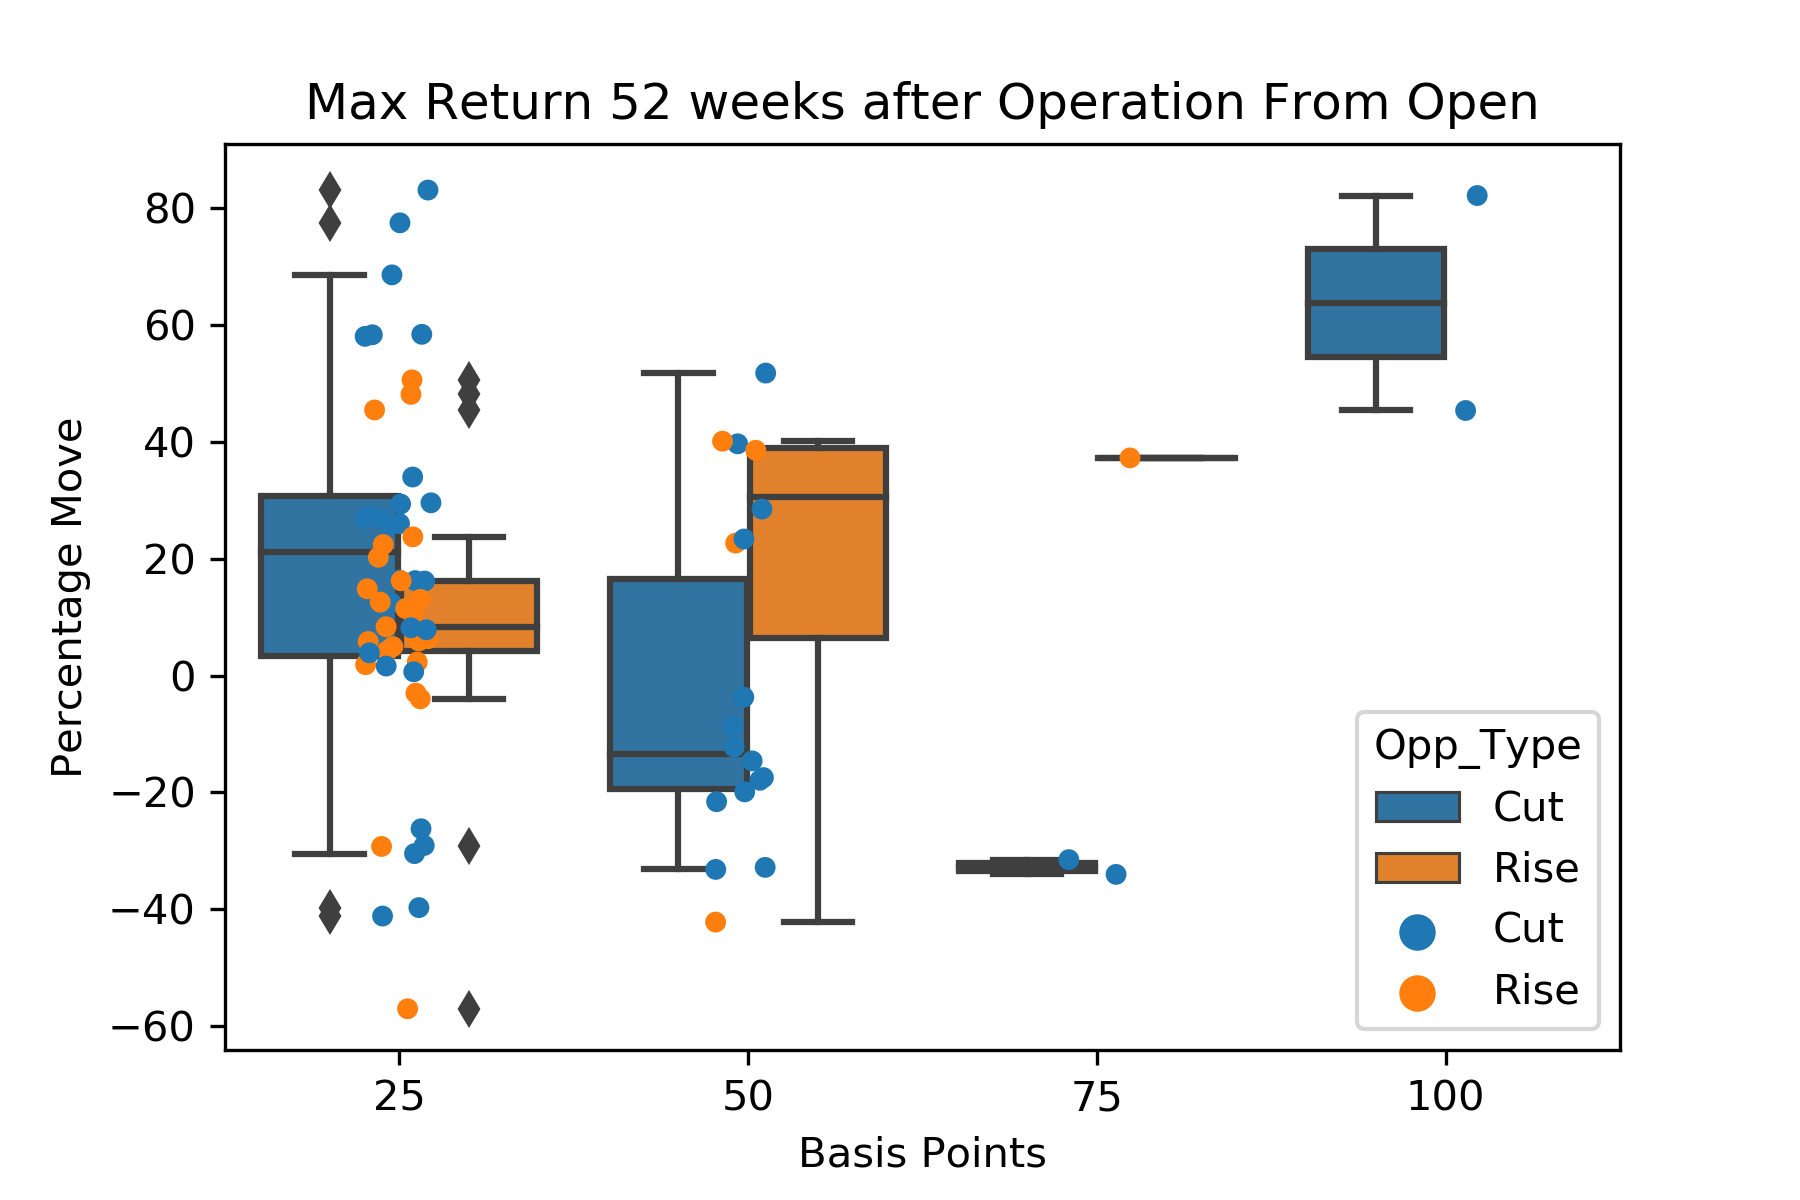 Max Return 52 weeks after Operation From Open
Percentage Move
80
60
40
20
0
−20
−40
−60
Opp_Type
Cut
Rise
Cut
Rise
25 50 75 100
Basis Points